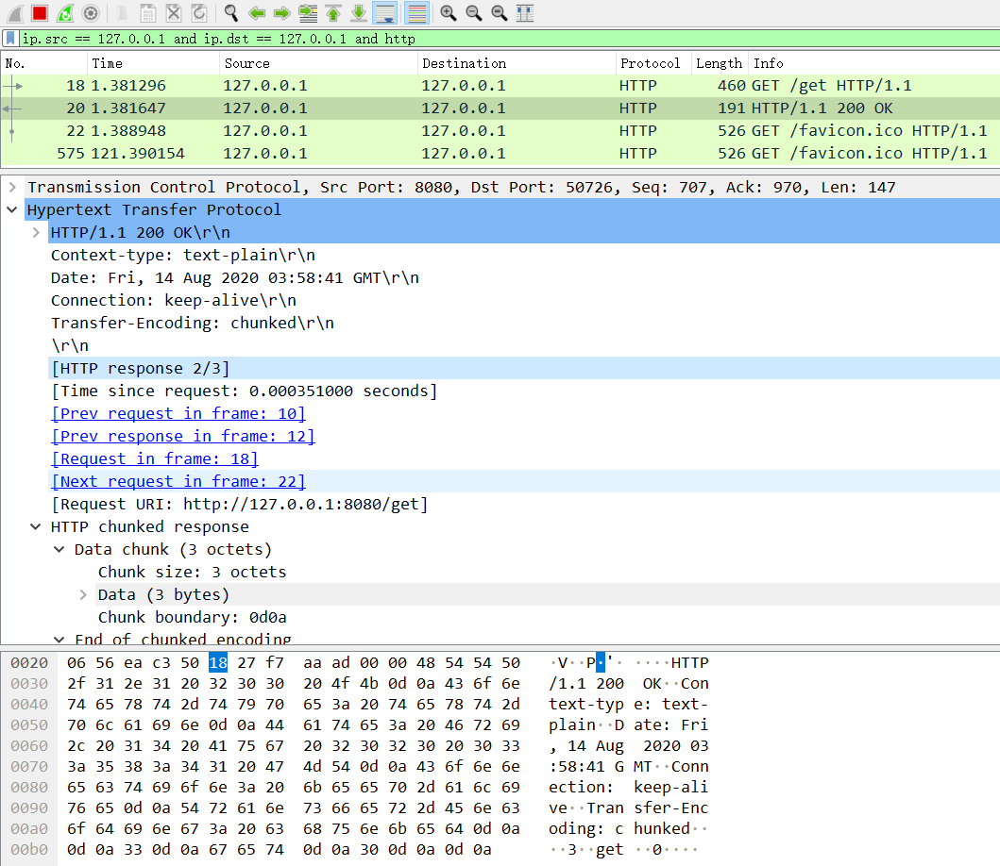 ip.src == 127.0.0.1 and ip.dst == 127.0.0.1 and http
No. Time Source Destination Protocol Length Info
18 1.381296 127.0.0.1 127.0.0.1 HTTP 460 GET /get HTTP/1.1
20 1.381647 127.0.0.1 127.0.0.1 HTTP 191 HTTP/1.1 200 OK
22 1.388948 127.0.0.1 127.0.0.1 HTTP 526 GET /favicon.ico HTTP/1.1
575 121.390154 127.0.0.1 127.0.0.1 HTTP 526 GET /favicon.ico HTTP/1.1
Transmission Control Protocol, Src Port: 8080, Dst Port: 50726, Seq: 707, Ack: 970, Len: 147
Hypertext Transfer Protocol
HTTP/1.1 200 OK\r\n
Context-type: text-plain\r\n
Date: Fri, 14 Aug 2020 03:58:41 GMT\r\n
Connection: keep-alive\r\n
Transfer-Encoding: chunked\r\n
\r\n
[HTTP response 2/3]
[Time since request: 0.000351000 seconds]
[Prev request in frame: 10]
[Prev response in frame: 12]
[Request in frame: 18]
[Next request in frame: 22]
[Request URI: http://127.0.0.1:8080/get]
HTTP chunked response
Data chunk (3 octets)
Chunk size: 3 octets
Data (3 bytes)
Chunk boundary: 0d0a
End of chunked encoding
0020 06 56 ea c3 50 18 27 f7 aa ad 00 00 48 54 54 50 ·V··P·'· ····HTTP
0030 2f 31 2e 31 20 32 30 30 20 4f 4b 0d 0a 43 6f 6e /1.1 200 OK··Con
0040 74 65 78 74 2d 74 79 70 65 3a 20 74 65 78 74 2d text-typ e: text-
0050 70 6c 61 69 6e 0d 0a 44 61 74 65 3a 20 46 72 69 plain··D ate: Fri
0060 2c 20 31 34 20 41 75 67 20 32 30 32 30 20 30 33 , 14 Aug 2020 03
0070 3a 35 38 3a 34 31 20 47 4d 54 0d 0a 43 6f 6e 6e :58:41 G MT··Conn
0080 65 63 74 69 6f 6e 3a 20 6b 65 65 70 2d 61 6c 69 ection: keep-ali
0090 76 65 0d 0a 54 72 61 6e 73 66 65 72 2d 45 6e 63 ve··Tran sfer-Enc
00a0 6f 64 69 6e 67 3a 20 63 68 75 6e 6b 65 64 0d 0a oding: c hunked··
00b0 0d 0a 33 0d 0a 67 65 74 0d 0a 30 0d 0a 0d 0a ··3··get ··0····